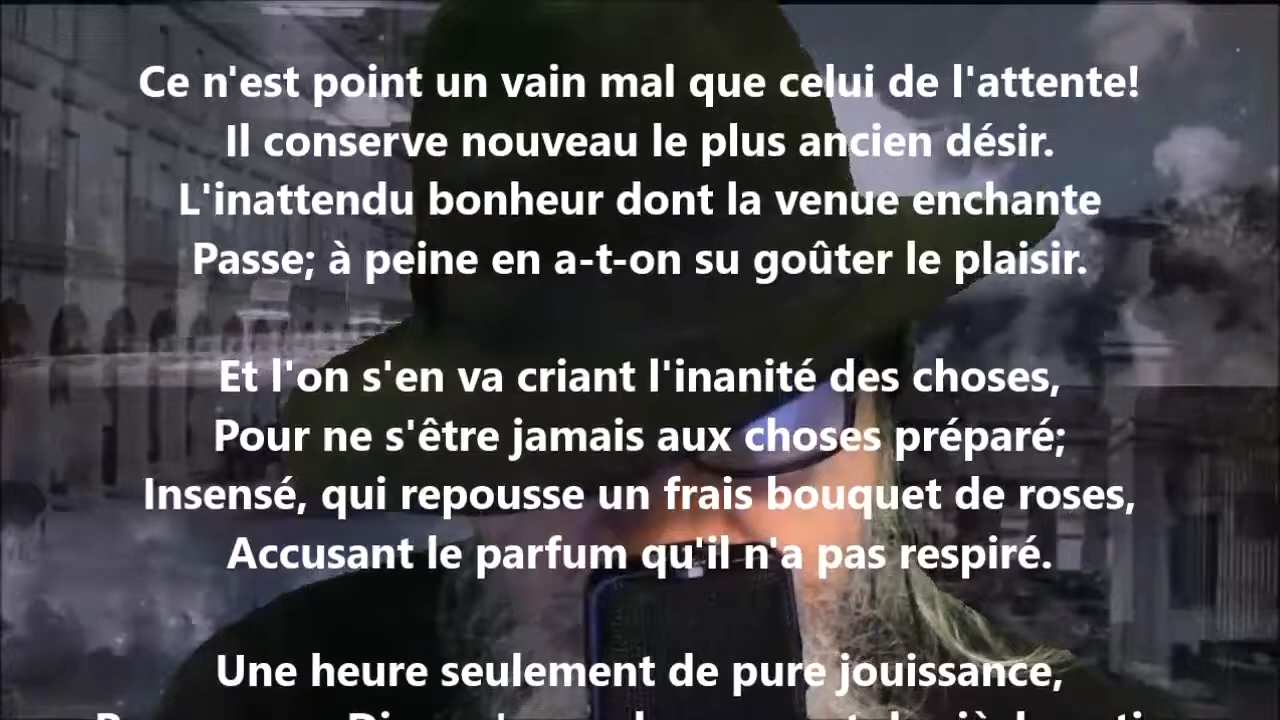 Ce n'est point un vain mal que celui de l'attente!
Il conserve nouveau le plus ancien désir.
L'inattendu bonheur dont la venue enchante
Passe; à peine en a-t-on su goûter le plaisir.
Et l'on s'en va criant l'inanité des choses,
Pour ne s'être jamais aux choses préparé;
Insensé, qui repousse un frais bouquet de roses,
Accusant le parfum qu'il n'a pas respiré.
Une heure seulement de pure jouissance,